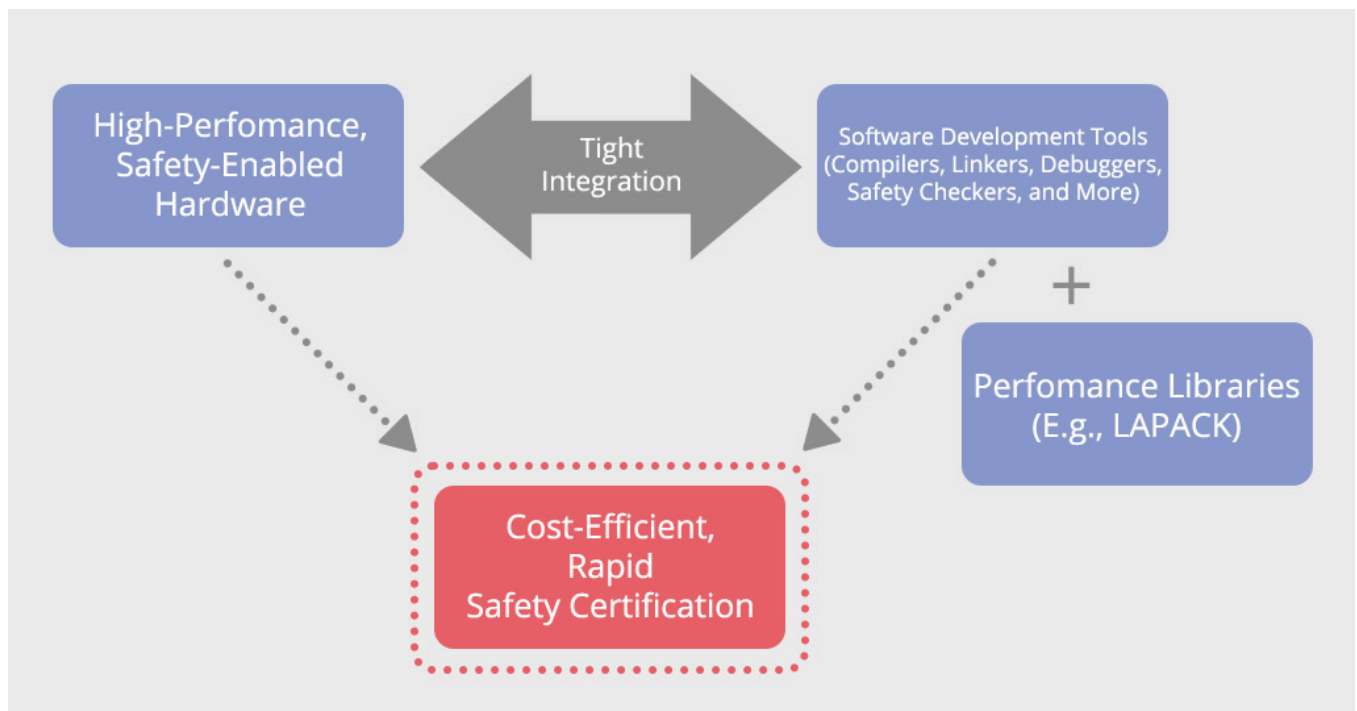 High-Perfomance,
Safety-Enabled
Hardware
Tight
Integration
Software Development Tools
(Compilers, Linkers, Debuggers,
Safety Checkers, and More)
+
Perfomance Libraries
(E.g., LAPACK)
Cost-Efficient,
Rapid
Safety Certification